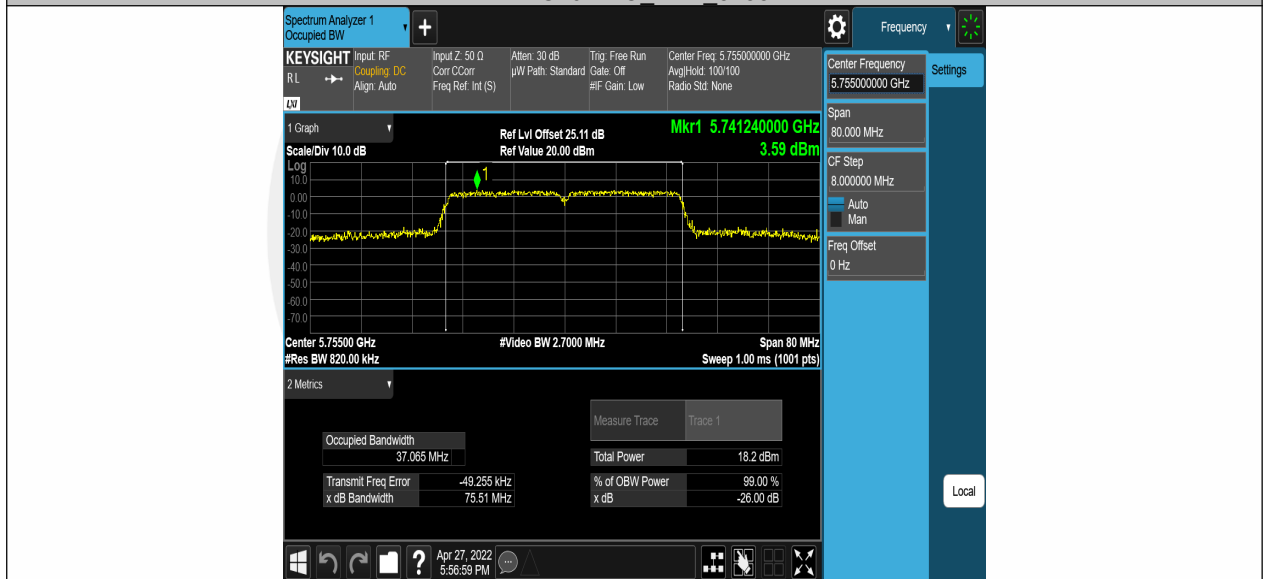 Spectrum Analyzer 1
Occupied BW
+
Frequency
KEYSIGHT
Input: RF
Input Z: 50 Ω
Atten: 30 dB
Trig: Free Run
Center Freq: 5.755000000 GHz
RL
Coupling: DC
Corr CCorr
µW Path: Standard
Gate: Off
Avg|Hold: 100/100
Align: Auto
Freq Ref: Int (S)
#IF Gain: Low
Radio Std: None
LXI
Center Frequency
5.755000000 GHz
Settings
Span
80.000 MHz
CF Step
8.000000 MHz
Auto
Man
Freq Offset
0 Hz
Local
1 Graph
Ref Lvl Offset 25.11 dB
Mkr1 5.741240000 GHz
Scale/Div 10.0 dB
Ref Value 20.00 dBm
3.59 dBm
Log
1
10.0
0.00
-10.0
-20.0
-30.0
-40.0
-50.0
-60.0
-70.0
Center 5.75500 GHz
#Video BW 2.7000 MHz
Span 80 MHz
#Res BW 820.00 kHz
Sweep 1.00 ms (1001 pts)
2 Metrics
Measure Trace
Trace 1
Occupied Bandwidth
37.065 MHz
Total Power
18.2 dBm
Transmit Freq Error
-49.255 kHz
% of OBW Power
99.00 %
x dB Bandwidth
75.51 MHz
x dB
-26.00 dB
?
Apr 27, 2022
5:56:59 PM